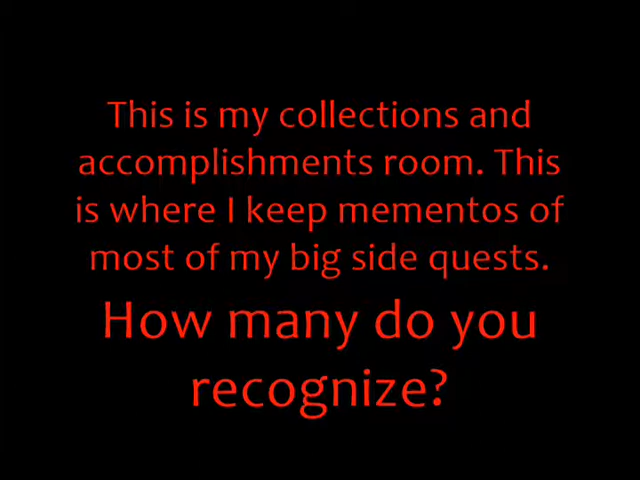 This is my collections and
accomplishments room. This
is where I keep mementos of
most of my big side quests.
How many do you
recognize?